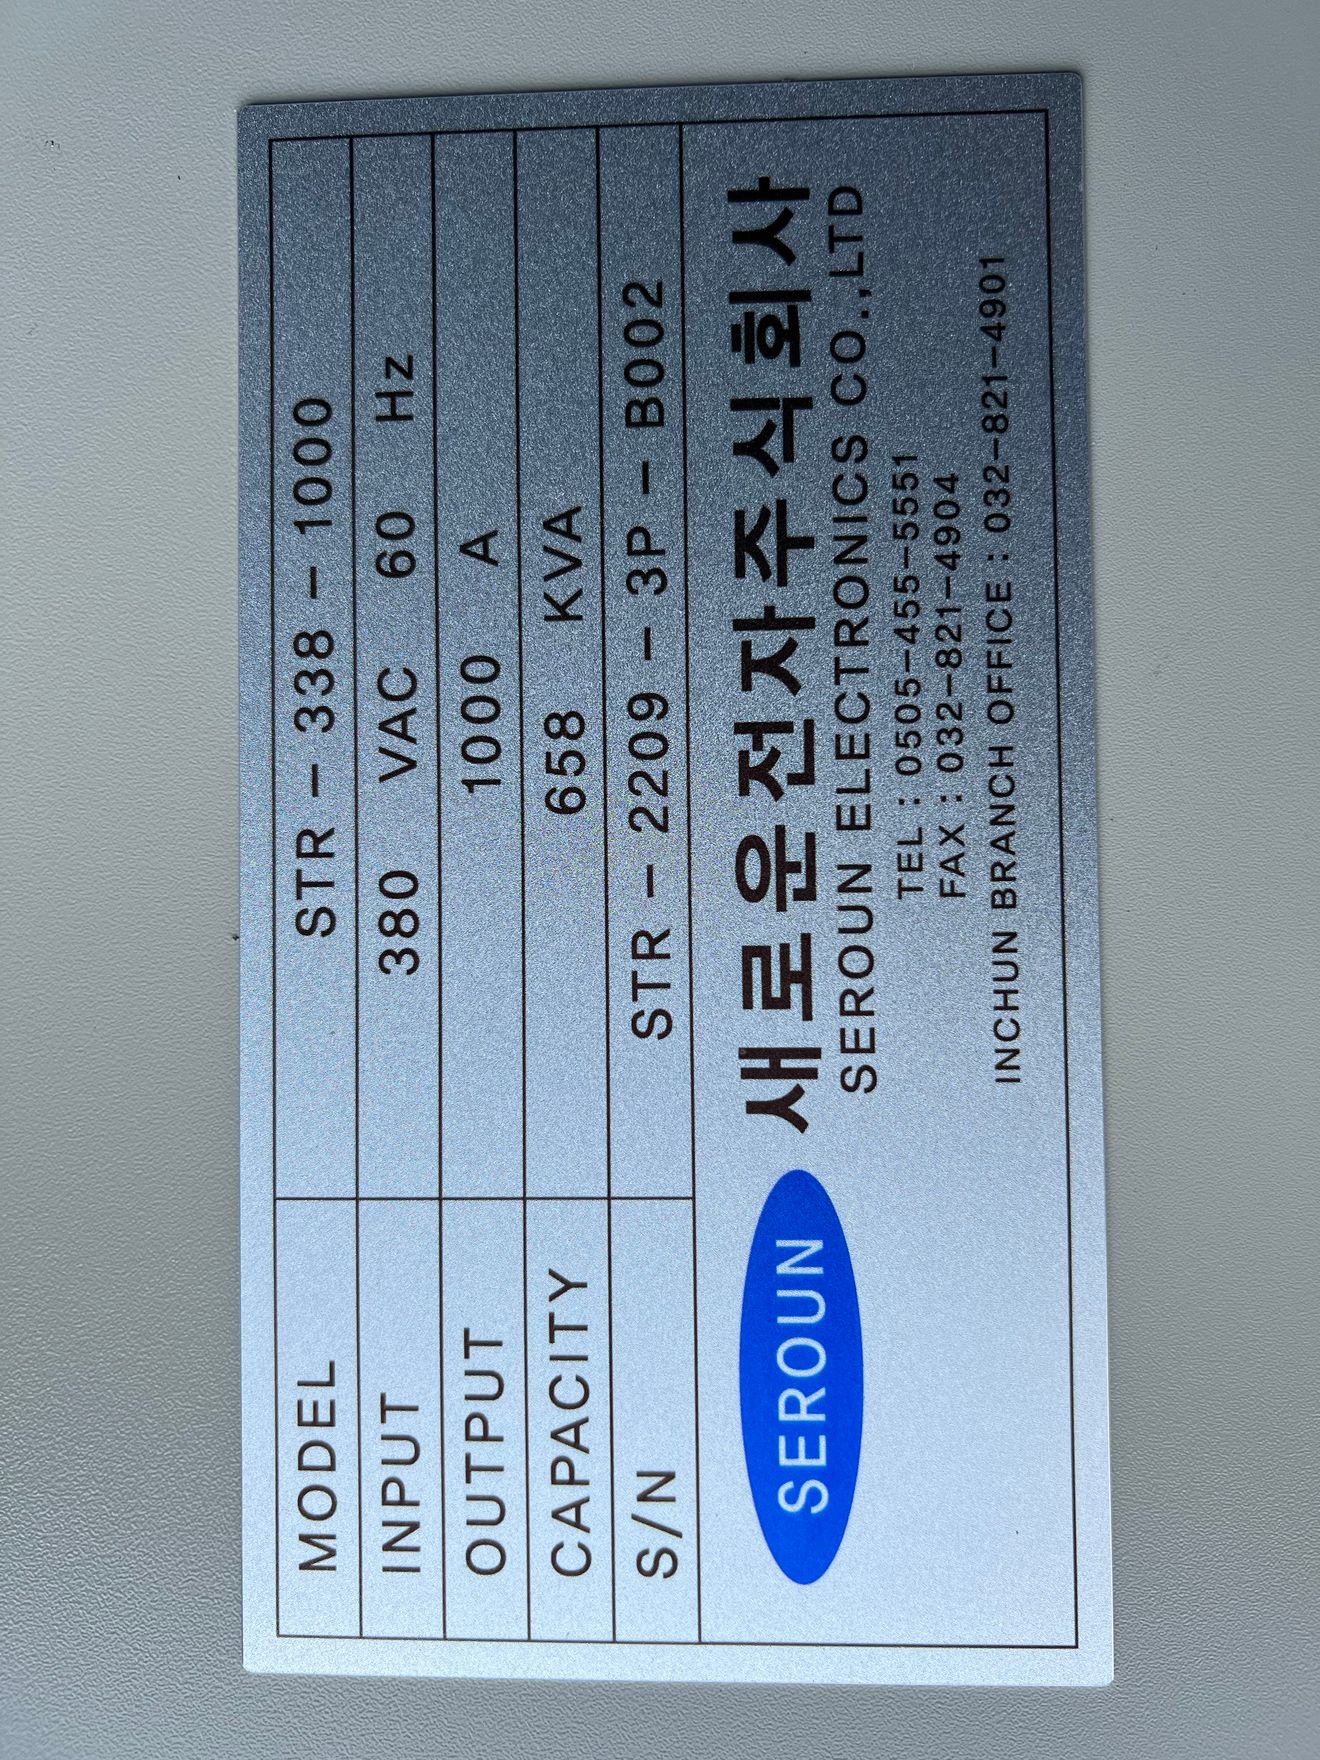 MODEL STR - 338 - 1000
INPUT 380 VAC 60 Hz
OUTPUT 1000 A
CAPACITY 658 KVA
S/N STR - 2209 - 3P - B002
SEROUN 새로운전자주식회사
SEROUN ELECTRONICS CO.,LTD
TEL : 0505-455-5551
FAX : 032-821-4904
INCHUN BRANCH OFFICE : 032-821-4901